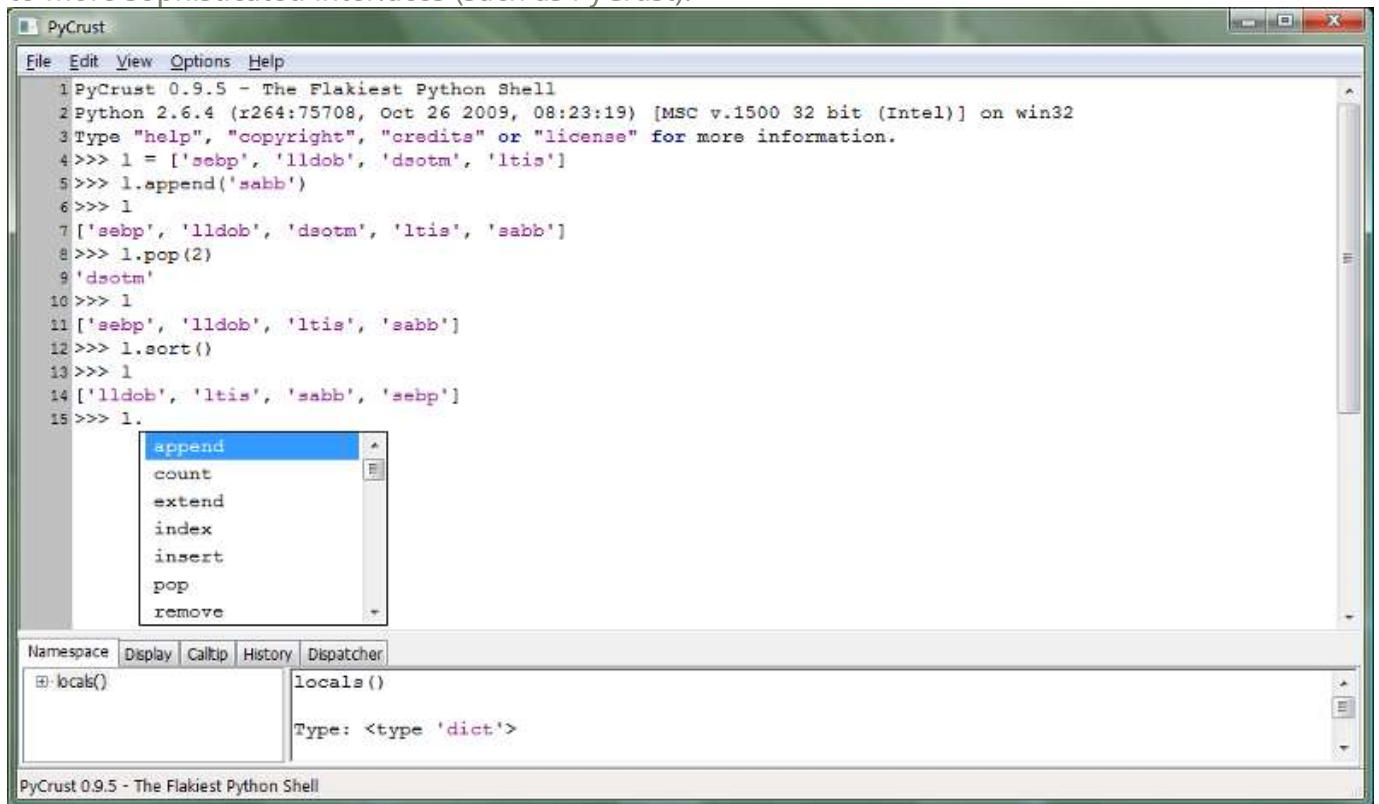 to more sophisticated interfaces (such as PyCrust).
PyCrust
File Edit View Options Help
1 PyCrust 0.9.5 - The Flakiest Python Shell
2 Python 2.6.4 (r264:75708, Oct 26 2009, 08:23:19) [MSC v.1500 32 bit (Intel)] on win32
3 Type "help", "copyright", "credits" or "license" for more information.
4 >>> l = ['sebp', 'lldob', 'dsotm', 'ltis']
5 >>> l.append('sabb')
6 >>> l
7 ['sebp', 'lldob', 'dsotm', 'ltis', 'sabb']
8 >>> l.pop(2)
9 'dsotm'
10 >>> l
11 ['sebp', 'lldob', 'ltis', 'sabb']
12 >>> l.sort()
13 >>> l
14 ['lldob', 'ltis', 'sabb', 'sebp']
15 >>> l.
append
count
extend
index
insert
pop
remove
Namespace Display Calltip History Dispatcher
locals()
locals()
Type: <type 'dict'>
PyCrust 0.9.5 - The Flakiest Python Shell